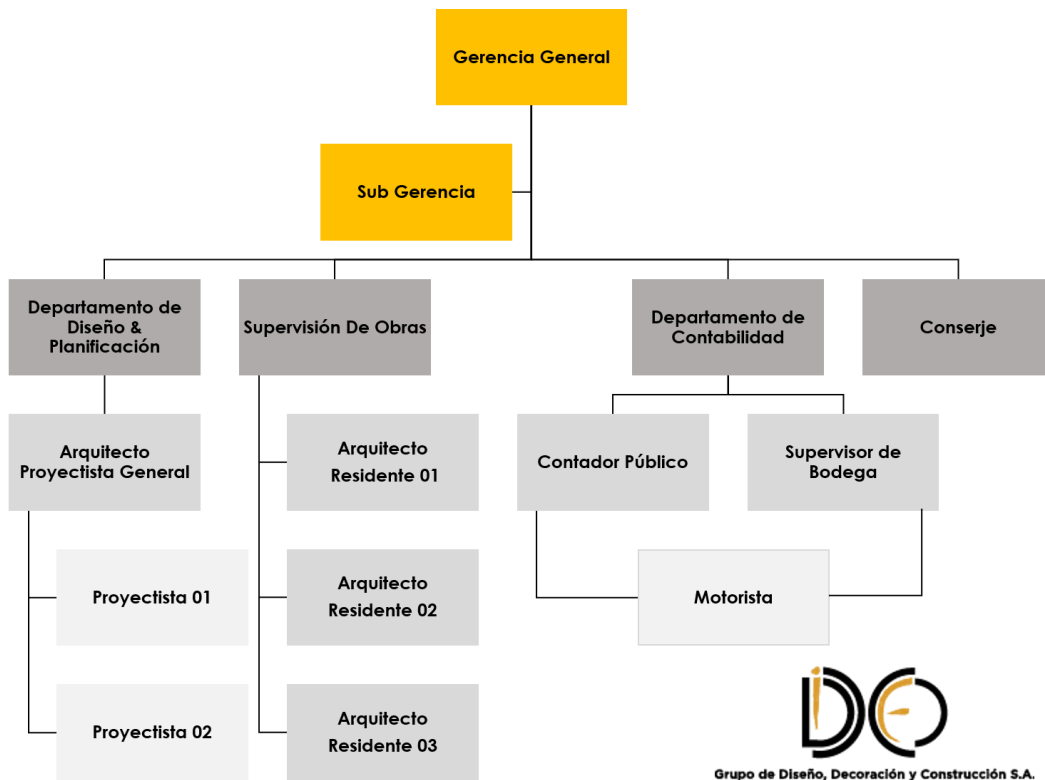 Gerencia General
Sub Gerencia
Departamento de
Diseño &
Planificación
Supervisión De Obras
Departamento de
Contabilidad
Conserje
Arquitecto
Proyectista General
Arquitecto
Residente 01
Contador Público
Supervisor de
Bodega
Proyectista 01
Arquitecto
Residente 02
Motorista
Proyectista 02
Arquitecto
Residente 03
Grupo de Diseño, Decoración y Construcción S.A.